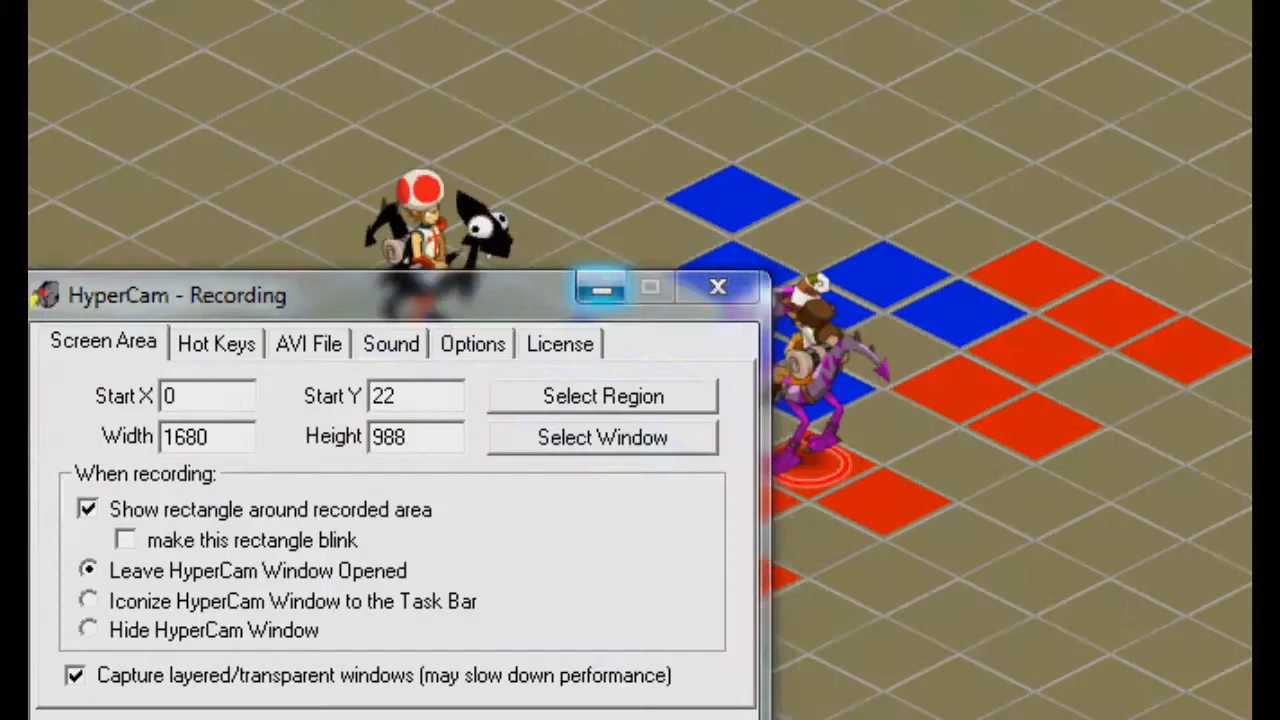 HyperCam - Recording
Screen Area Hot Keys AVI File Sound Options License
Start X 0 Start Y 22 Select Region
Width 1680 Height 988 Select Window
When recording:
Show rectangle around recorded area
make this rectangle blink
Leave HyperCam Window Opened
Iconize HyperCam Window to the Task Bar
Hide HyperCam Window
Capture layered/transparent windows (may slow down performance)